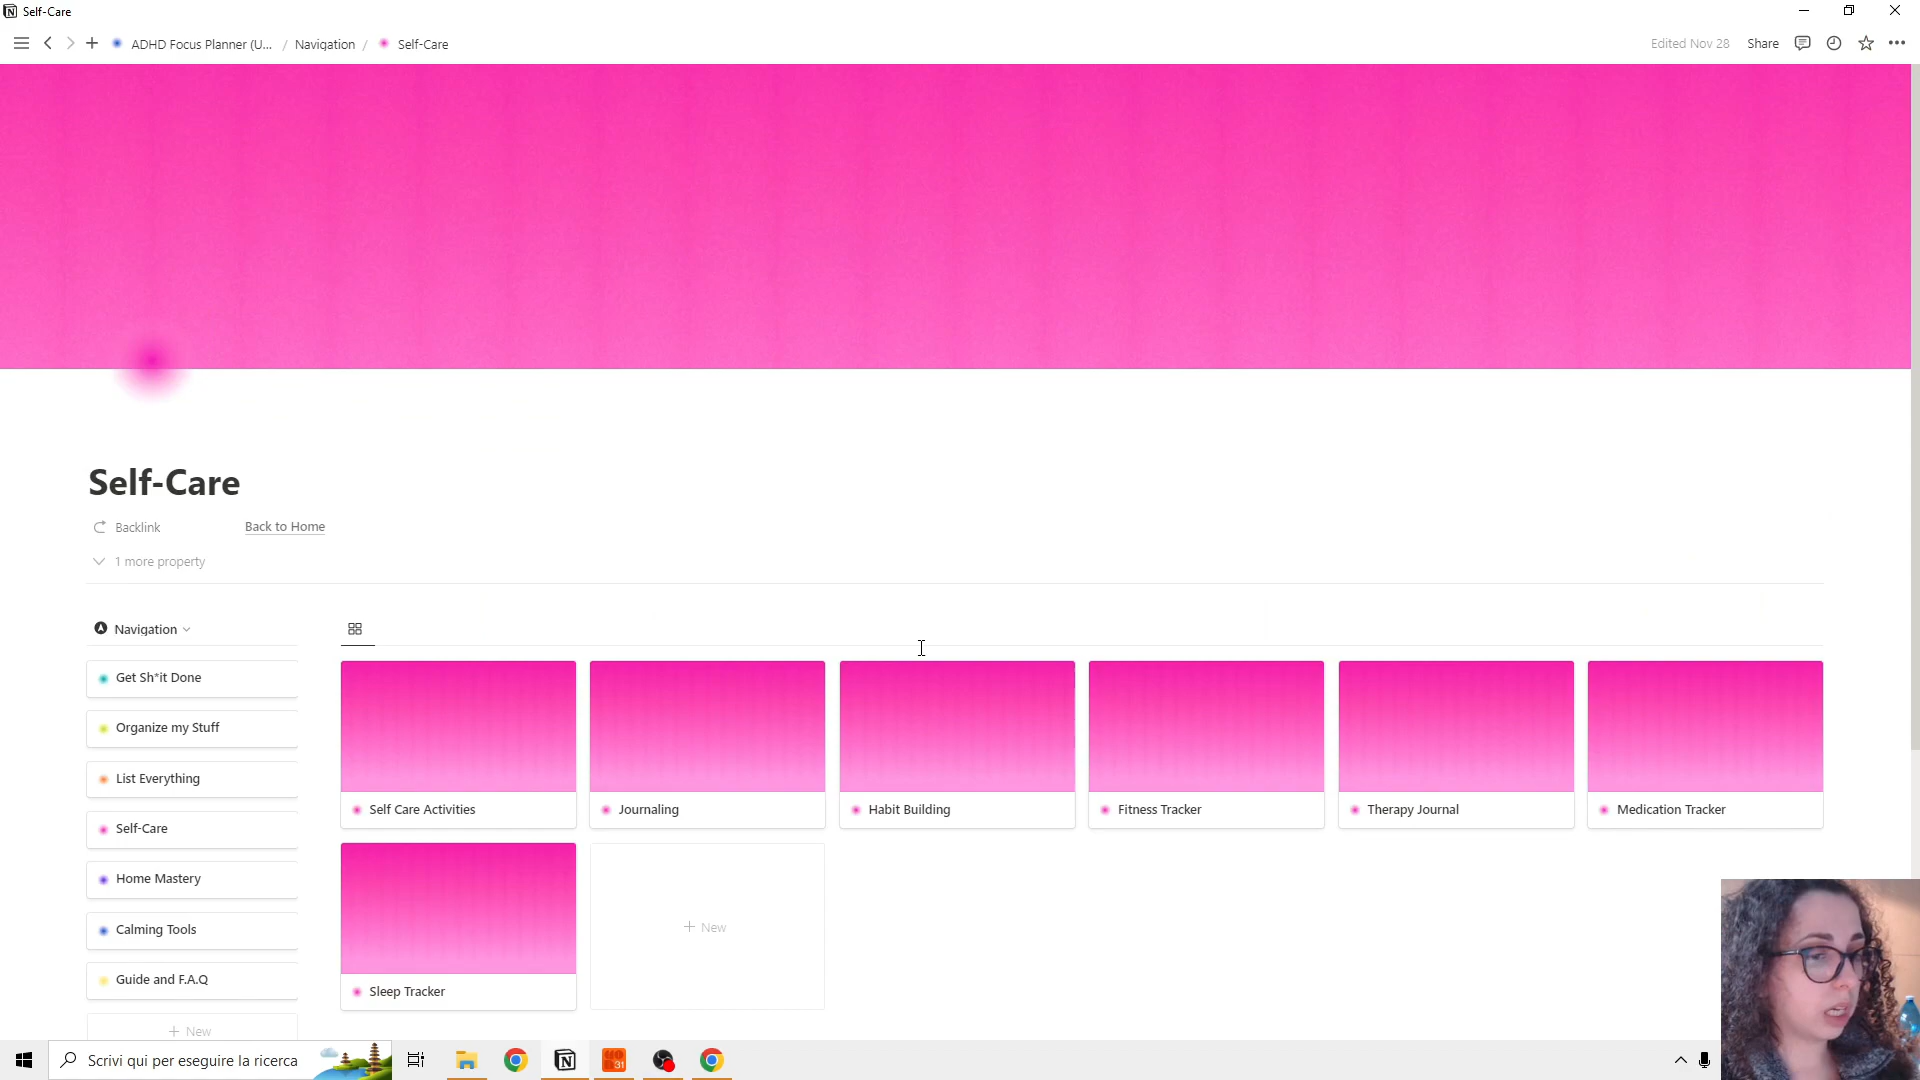 Self-Care
ADHD Focus Planner (U... / Navigation / Self-Care
Edited Nov 28 Share
Self-Care
Backlink Back to Home
1 more property
Navigation
Get Sh*it Done
Organize my Stuff
List Everything
Self-Care
Home Mastery
Calming Tools
Guide and F.A.Q
+ New
Self Care Activities
Journaling
Habit Building
Fitness Tracker
Therapy Journal
Medication Tracker
Sleep Tracker
+ New
Scrivi qui per eseguire la ricerca
31